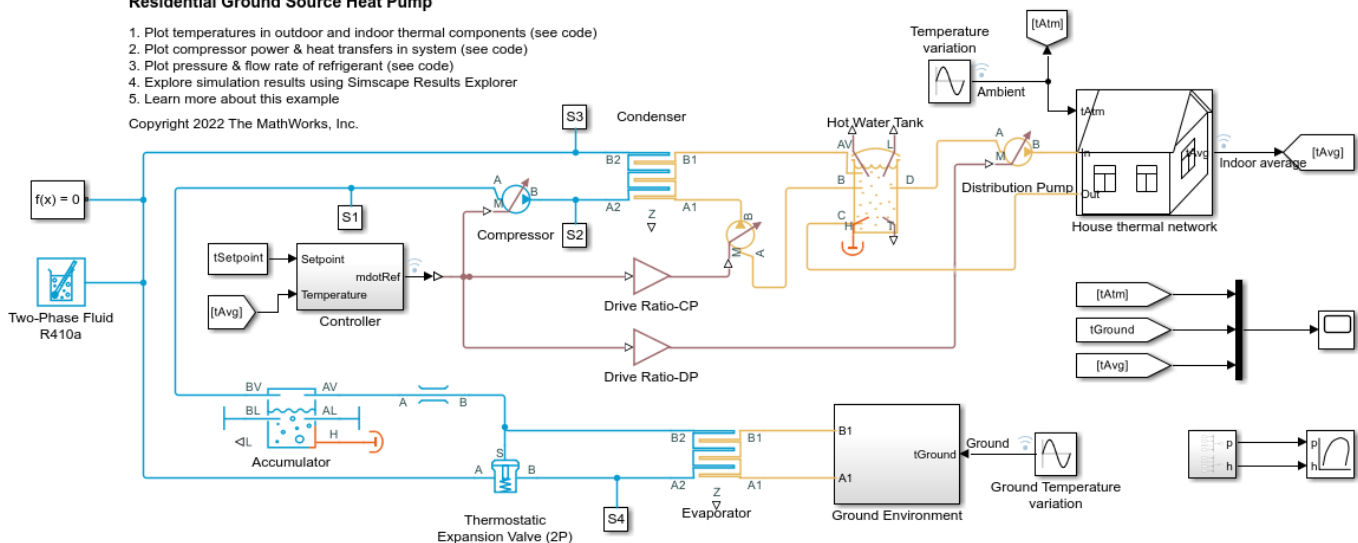 Residential Ground Source Heat Pump
1. Plot temperatures in outdoor and indoor thermal components (see code)
2. Plot compressor power & heat transfers in system (see code)
3. Plot pressure & flow rate of refrigerant (see code)
4. Explore simulation results using Simscape Results Explorer
5. Learn more about this example
Copyright 2022 The MathWorks, Inc.
[tAtm]
Temperature
variation
Ambient
tAtm
In
Out
tAvg
House thermal network
Indoor average
[tAvg]
S3
Condenser
B2
B1
A2
A1
Z
Hot Water Tank
AV
L
B
D
C
H
T
A
B
M
Distribution Pump
f(x) = 0
S1
A
B
M
Compressor
S2
B
M
A
tSetpoint
[tAvg]
Setpoint
Temperature
mdotRef
Controller
Drive Ratio-CP
Drive Ratio-DP
Two-Phase Fluid
R410a
[tAtm]
tGround
[tAvg]
BV
AV
BL
AL
L
H
Accumulator
A
B
S
A
B
Thermostatic
Expansion Valve (2P)
S4
B2
B1
A2
A1
Z
Evaporator
B1
A1
tGround
Ground Environment
Ground
Ground Temperature
variation
p
h
p
h